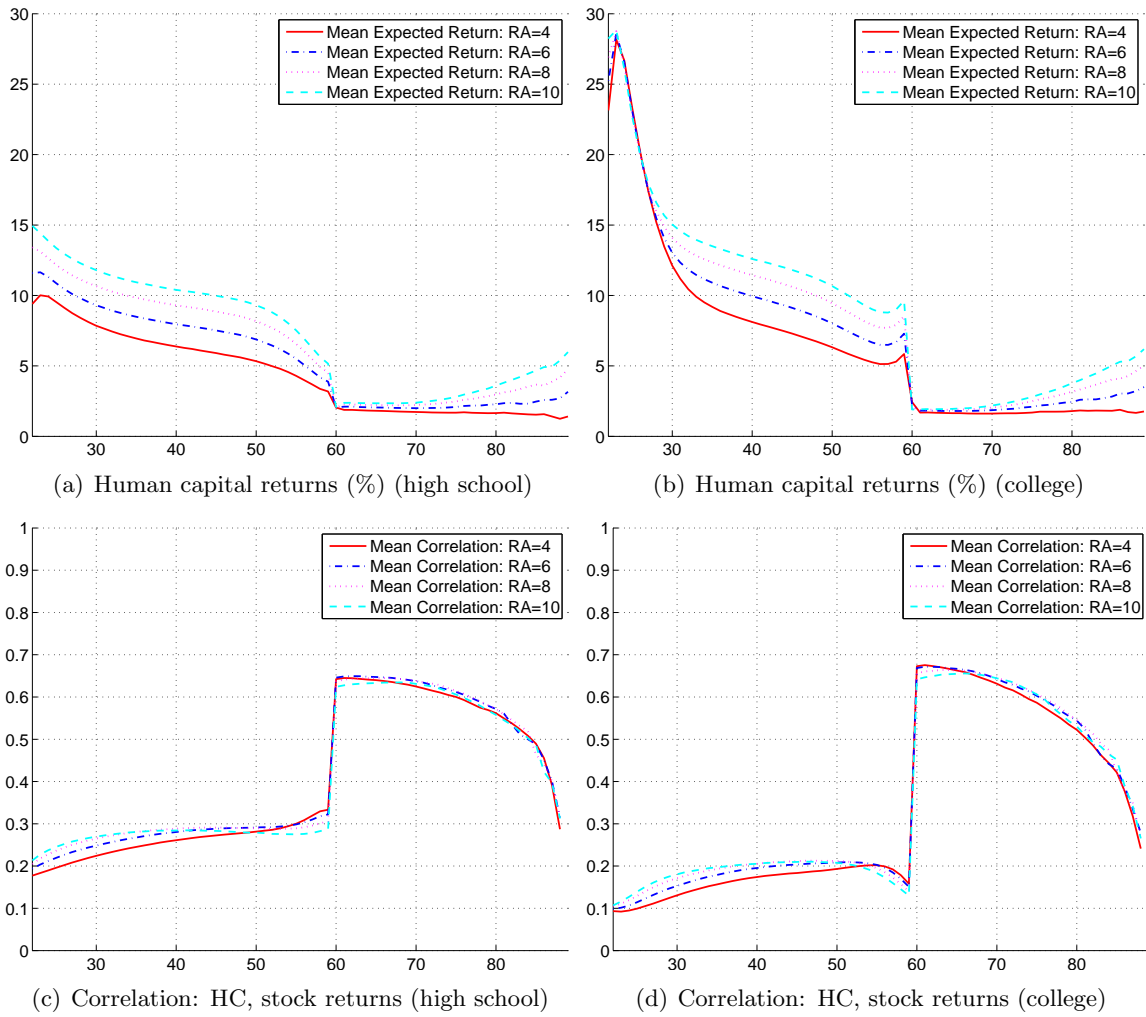 30
25
20
15
10
5
0
30 40 50 60 70 80
Mean Expected Return: RA=4
Mean Expected Return: RA=6
Mean Expected Return: RA=8
Mean Expected Return: RA=10
(a) Human capital returns (%) (high school)
30
25
20
15
10
5
0
30 40 50 60 70 80
Mean Expected Return: RA=4
Mean Expected Return: RA=6
Mean Expected Return: RA=8
Mean Expected Return: RA=10
(b) Human capital returns (%) (college)
1
0.9
0.8
0.7
0.6
0.5
0.4
0.3
0.2
0.1
0
30 40 50 60 70 80
Mean Correlation: RA=4
Mean Correlation: RA=6
Mean Correlation: RA=8
Mean Correlation: RA=10
(c) Correlation: HC, stock returns (high school)
1
0.9
0.8
0.7
0.6
0.5
0.4
0.3
0.2
0.1
0
30 40 50 60 70 80
Mean Correlation: RA=4
Mean Correlation: RA=6
Mean Correlation: RA=8
Mean Correlation: RA=10
(d) Correlation: HC, stock returns (college)